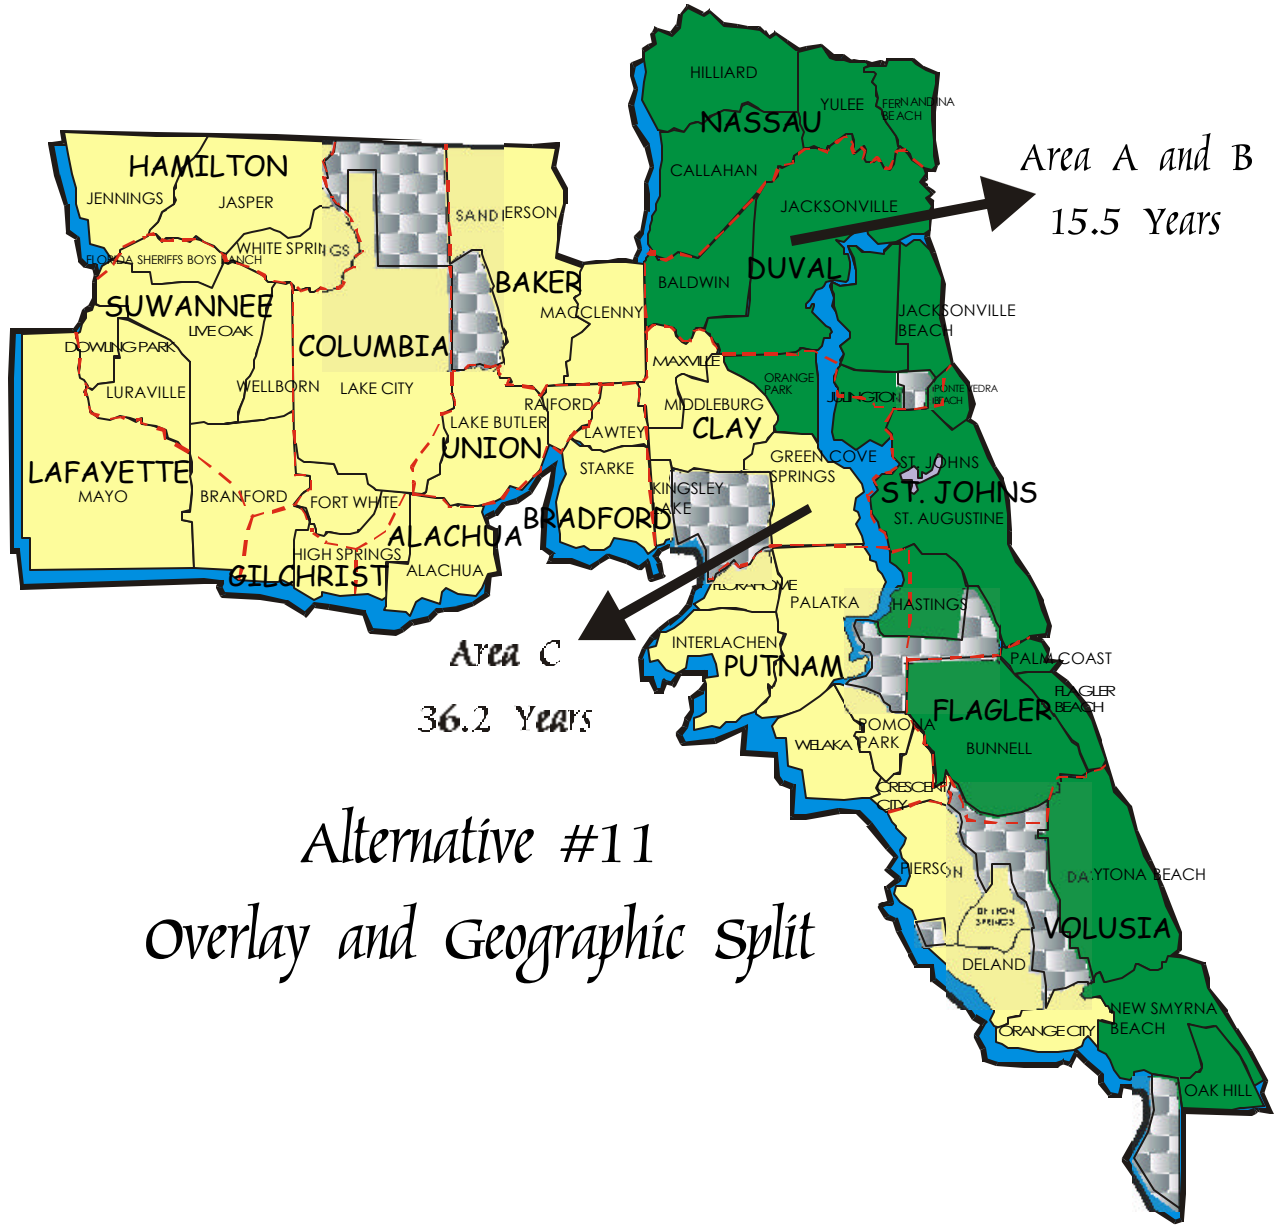 HILLIARD
YULEE
FERNANDINA
BEACH
NASSAU
CALLAHAN
Area A and B
15.5 Years
HAMILTON
JENNINGS
JASPER
SANDERSON
JACKSONVILLE
WHITE SPRINGS
FLORIDA SHERIFFS BOYS RANCH
DUVAL
BALDWIN
BAKER
SUWANNEE
LIVE OAK
MACCLENNY
JACKSONVILLE
BEACH
DOWLING PARK
COLUMBIA
MAXVILLE
LURAVILLE
WELLBORN
LAKE CITY
ORANGE
PARK
JULINGTON
PONTE VEDRA
BEACH
RAIFORD
MIDDLEBURG
CLAY
LAKE BUTLER
LAWTEY
UNION
LAFAYETTE
MAYO
STARKE
GREEN COVE
SPRINGS
ST. JOHNS
BRANFORD
FORT WHITE
KINGSLEY
LAKE
ST. JOHNS
ST. AUGUSTINE
BRADFORD
ALACHUA
HIGH SPRINGS
GILCHRIST
ALACHUA
FLORAHOME
PALATKA
HASTINGS
INTERLACHEN
PUTNAM
Area C
36.2 Years
PALM COAST
FLAGLER
BEACH
FLAGLER
BUNNELL
POMONA
PARK
WELAKA
CRESCENT
CITY
Alternative #11
Overlay and Geographic Split
PIERSON
DAYTONA BEACH
VOLUSIA
SPRINGS
DELAND
NEW SMYRNA
BEACH
ORANGE CITY
OAK HILL